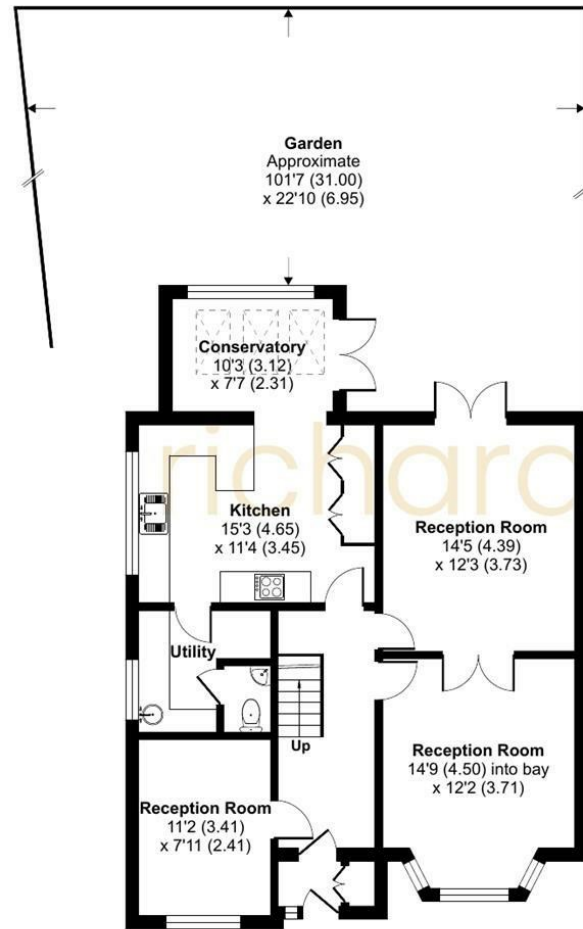 Garden
Approximate
101'7 (31.00)
x 22'10 (6.95)
Conservatory
10'3 (3.12)
x 7'7 (2.31)
richard
Kitchen
15'3 (4.65)
x 11'4 (3.45)
Reception Room
14'5 (4.39)
x 12'3 (3.73)
Utility
Up
Reception Room
14'9 (4.50) into bay
x 12'2 (3.71)
Reception Room
11'2 (3.41)
x 7'11 (2.41)